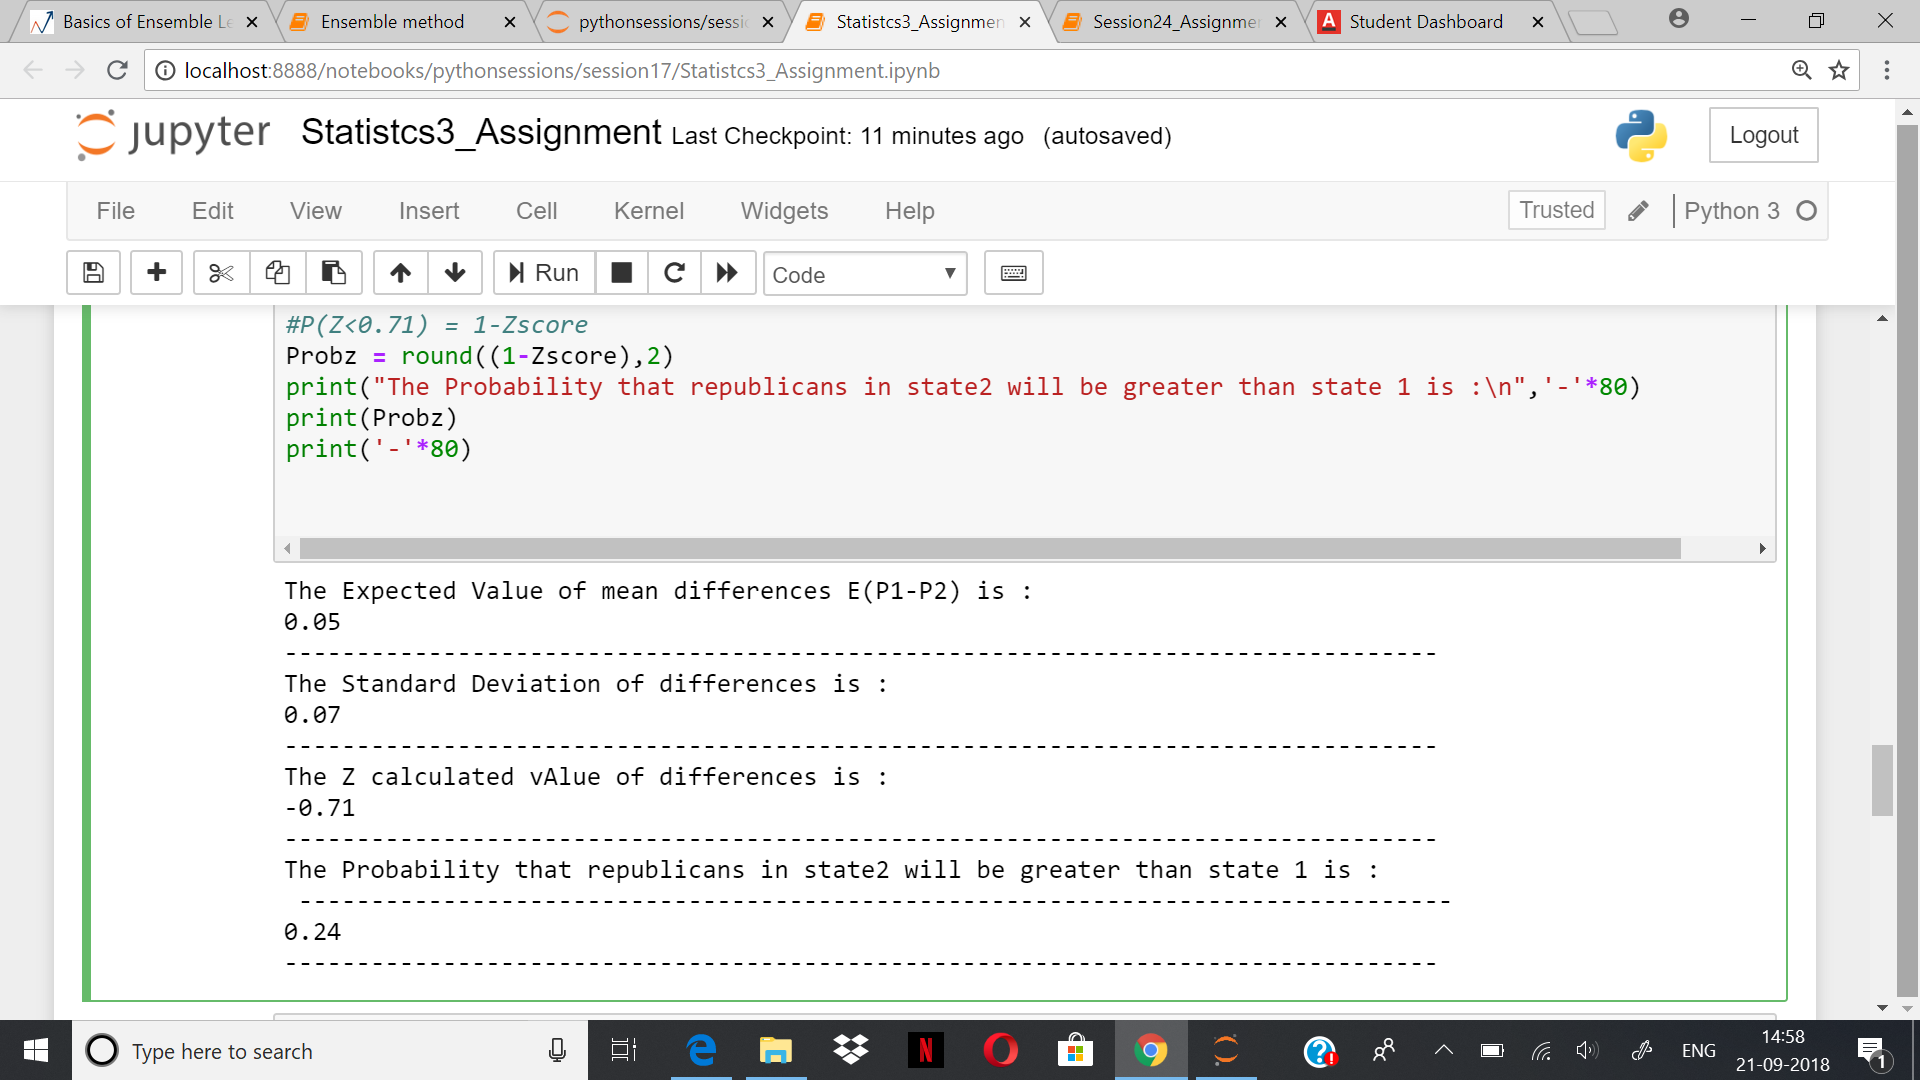 Basics of Ensemble Le
Ensemble method
pythonsessions/sessio
Statistcs3_Assignmen
Session24_Assignmen
A Student Dashboard
localhost:8888/notebooks/pythonsessions/session17/Statistcs3_Assignment.ipynb
jupyter Statistcs3_Assignment Last Checkpoint: 11 minutes ago (autosaved)
Logout
File Edit View Insert Cell Kernel Widgets Help
Trusted Python 3
Run Code
#P(Z<0.71) = 1-Zscore
Probz = round((1-Zscore),2)
print("The Probability that republicans in state2 will be greater than state 1 is :\n",'-'*80)
print(Probz)
print('-'*80)
The Expected Value of mean differences E(P1-P2) is :
0.05
--------------------------------------------------------------------------------
The Standard Deviation of differences is :
0.07
--------------------------------------------------------------------------------
The Z calculated vAlue of differences is :
-0.71
--------------------------------------------------------------------------------
The Probability that republicans in state2 will be greater than state 1 is :
 --------------------------------------------------------------------------------
0.24
--------------------------------------------------------------------------------
Type here to search
N
ENG
14:58
21-09-2018
1